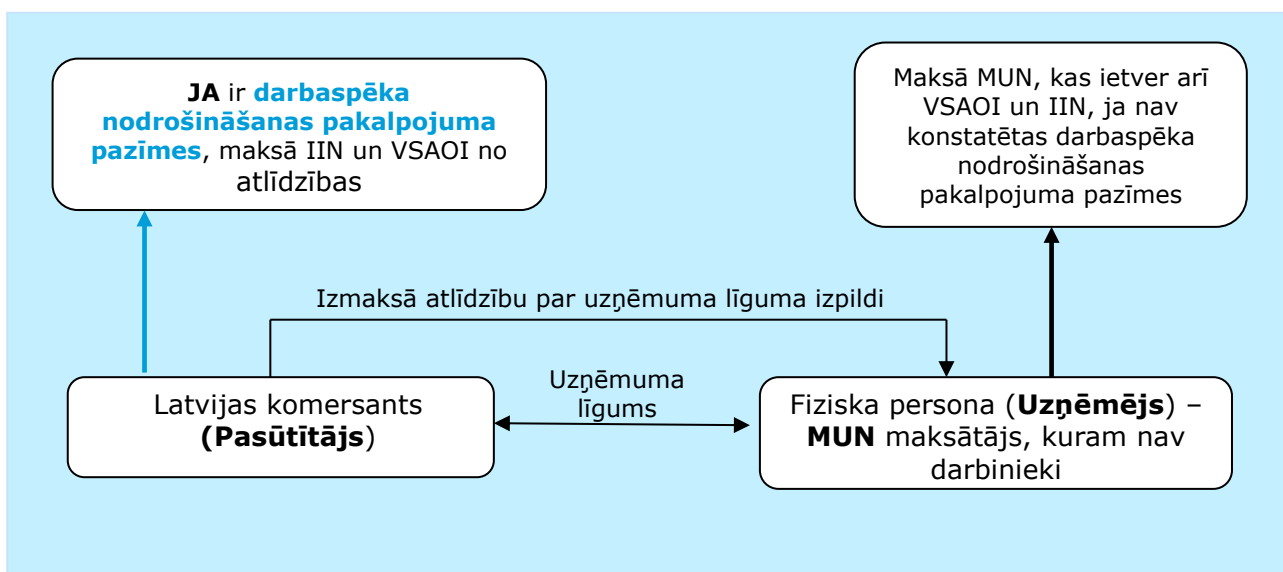 JA ir darbaspēka
nodrošināšanas pakalpojuma
pazīmes, maksā IIN un VSAOI no
atlīdzības
Maksā MUN, kas ietver arī
VSAOI un IIN, ja nav
konstatētas darbaspēka
nodrošināšanas
pakalpojuma pazīmes
Izmaksā atlīdzību par uzņēmuma līguma izpildi
Latvijas komersants
(Pasūtītājs)
Uzņēmuma
līgums
Fiziska persona (Uzņēmējs) –
MUN maksātājs, kuram nav
darbinieki